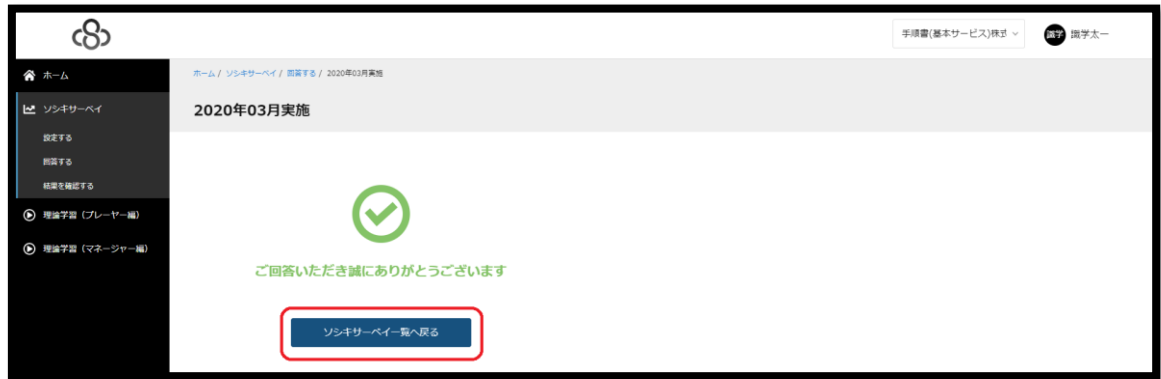 手順書(基本サービス)株式
識学 識学太一
ホーム
ホーム / ソシキサーベイ / 回答する / 2020年03月実施
ソシキサーベイ
2020年03月実施
設定する
回答する
結果を確認する
理論学習（プレーヤー編）
理論学習（マネージャー編）
ご回答いただき誠にありがとうございます
ソシキサーベイ一覧へ戻る